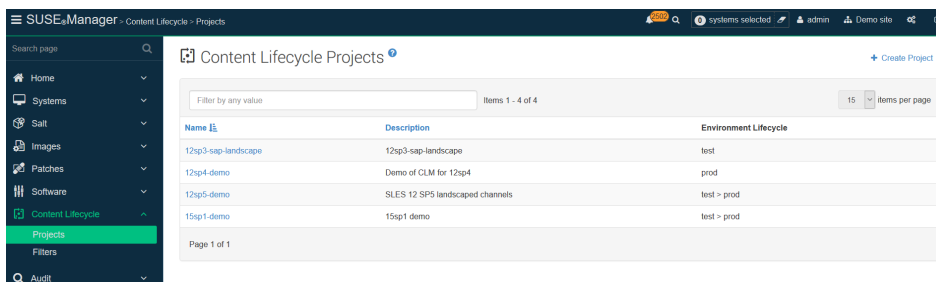 SUSE®Manager > Content Lifecycle > Projects
2502
0 systems selected
admin
Demo site
Search page
Home
Systems
Salt
Images
Patches
Software
Content Lifecycle
Projects
Filters
Audit
Content Lifecycle Projects ?
+ Create Project
Filter by any value
Items 1 - 4 of 4
15 items per page
Name Description Environment Lifecycle
12sp3-sap-landscape 12sp3-sap-landscape test
12sp4-demo Demo of CLM for 12sp4 prod
12sp5-demo SLES 12 SP5 landscaped channels test > prod
15sp1-demo 15sp1 demo test > prod
Page 1 of 1